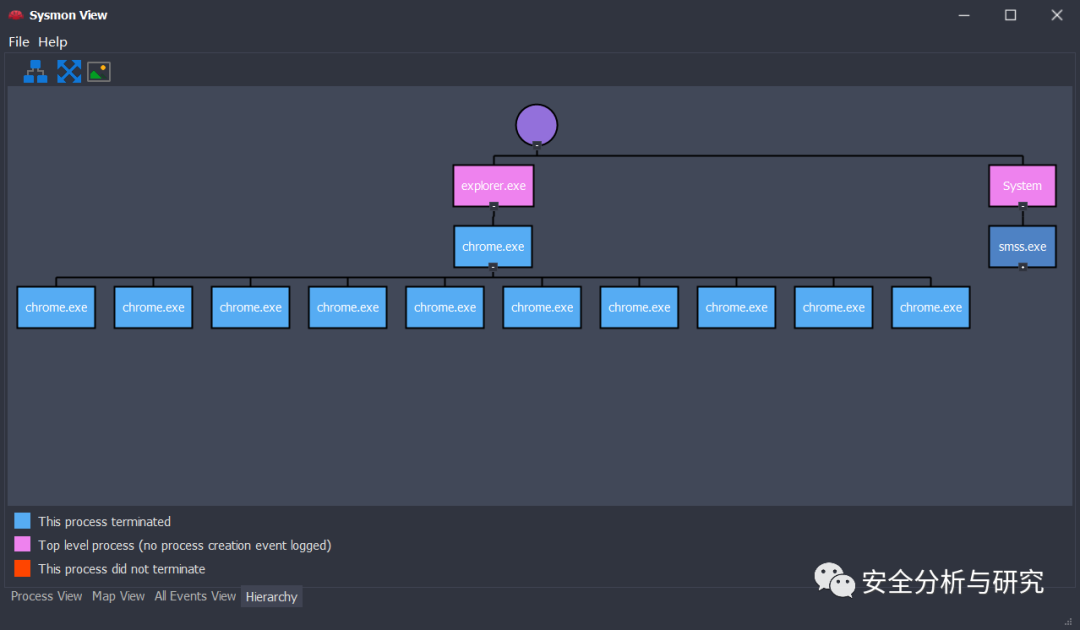 Sysmon View
File Help
explorer.exe System
chrome.exe smss.exe
chrome.exe chrome.exe chrome.exe chrome.exe chrome.exe chrome.exe chrome.exe chrome.exe chrome.exe chrome.exe
This process terminated
Top level process (no process creation event logged)
This process did not terminate
安全分析与研究
Process View Map View All Events View Hierarchy